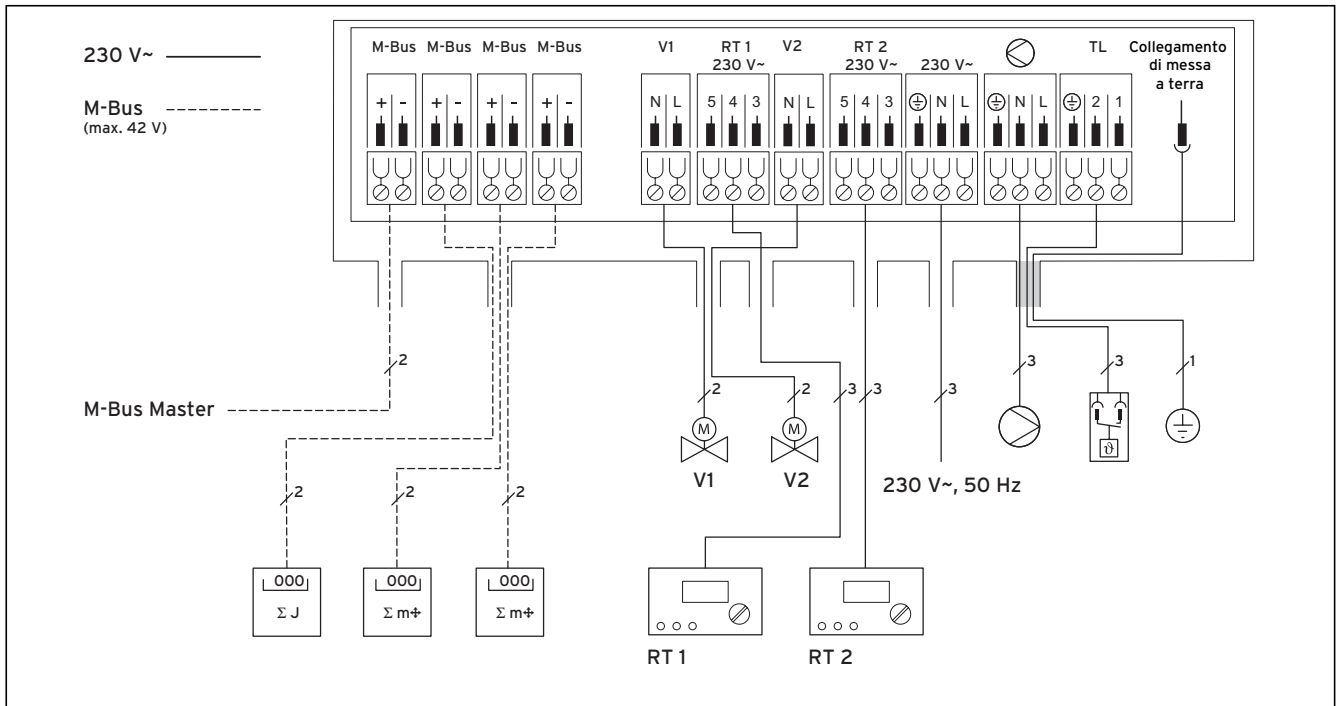 230 V~
M-Bus
(max. 42 V)
M-Bus M-Bus M-Bus M-Bus V1 RT 1 230 V~ V2 RT 2 230 V~ 230 V~ TL
Collegamento
di messa
a terra
+ - + - + - + - N L 5 4 3 N L 5 4 3 N L N L 2 1
2 2 2 3 3 3 3 3 1
M-Bus Master
M M
V1 V2
ϑ
230 V~, 50 Hz
2 2 2
000 000 000
Σ J Σ m Σ m
RT 1 RT 2